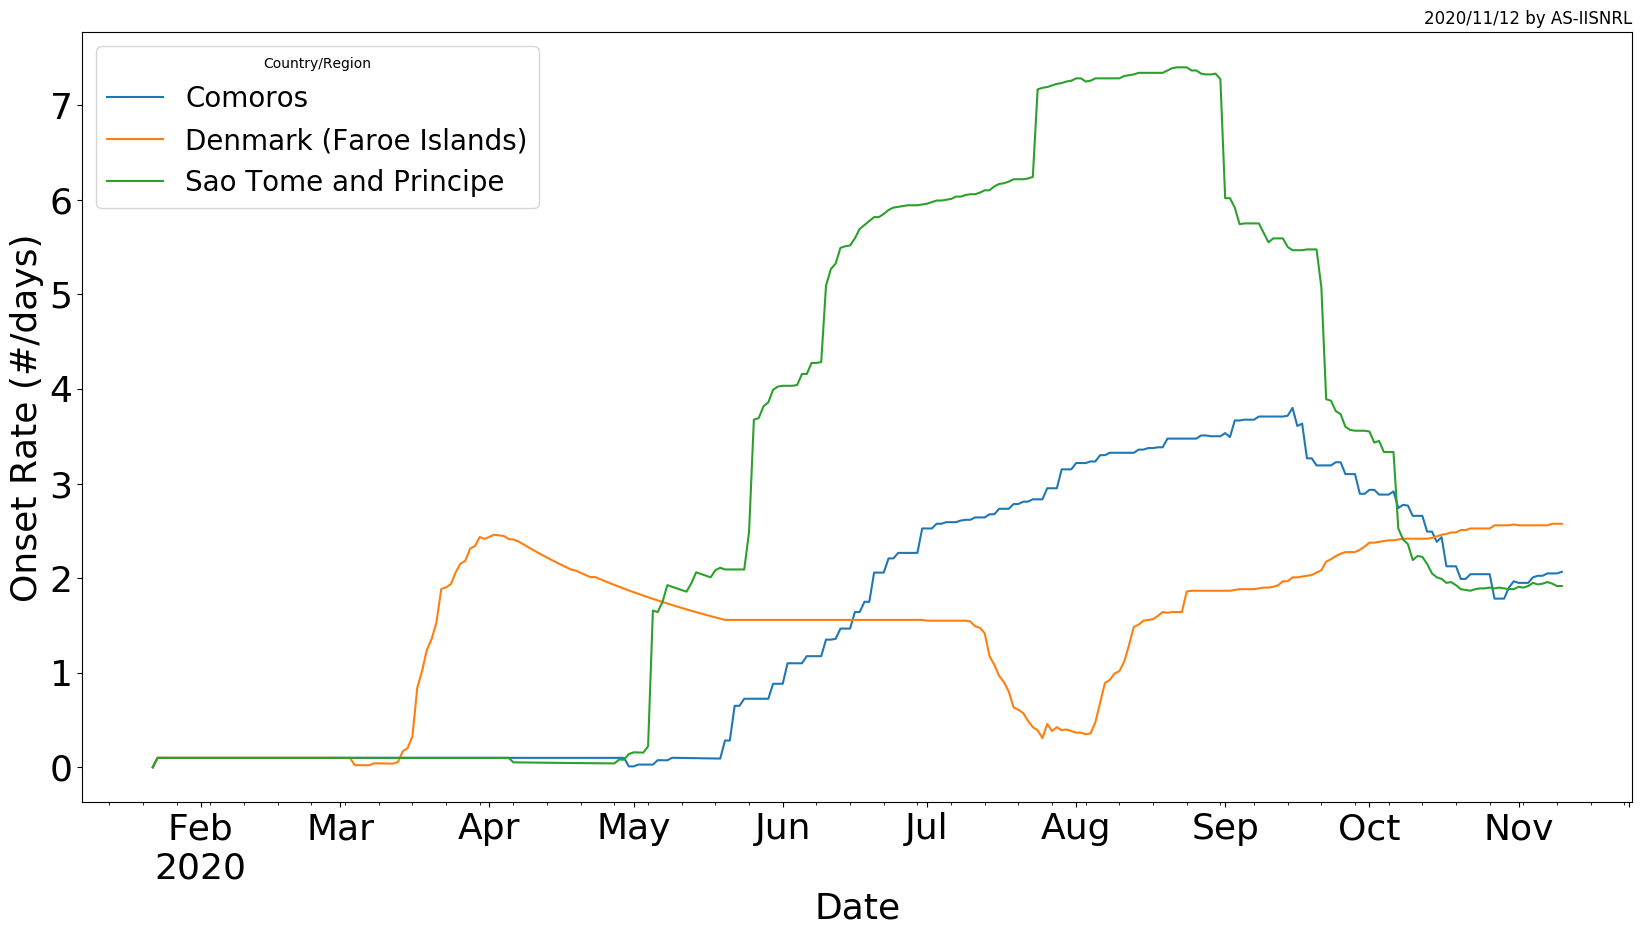 2020/11/12 by AS-IISNRL
Country/Region
Comoros
Denmark (Faroe Islands)
Sao Tome and Principe
Onset Rate (#/days)
7
6
5
4
3
2
1
0
Feb Mar Apr May Jun Jul Aug Sep Oct Nov
2020
Date